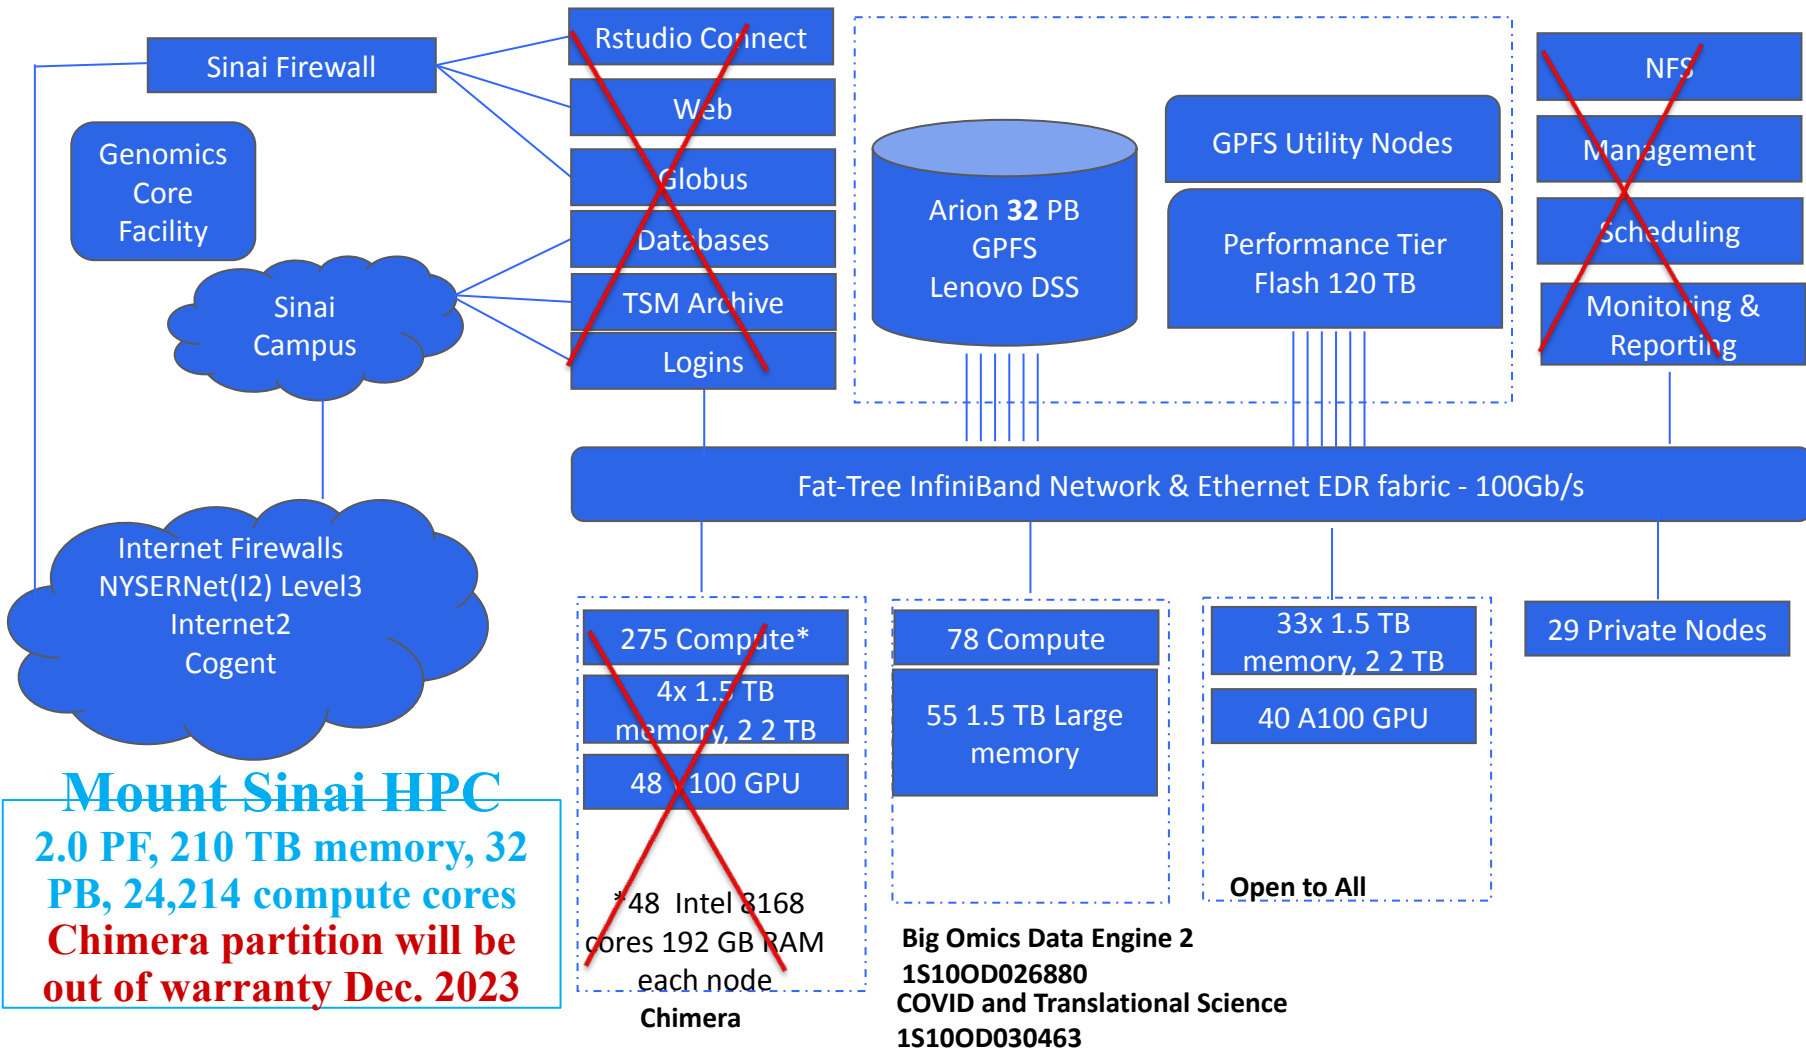 Sinai Firewall
Genomics
Core
Facility
Sinai
Campus
Internet Firewalls
NYSERNet(I2) Level3
Internet2
Cogent
Mount Sinai HPC
2.0 PF, 210 TB memory, 32
PB, 24,214 compute cores
Chimera partition will be
out of warranty Dec. 2023
Rstudio Connect
Web
Globus
Databases
TSM Archive
Logins
Arion 32 PB
GPFS
Lenovo DSS
GPFS Utility Nodes
Performance Tier
Flash 120 TB
NFS
Management
Scheduling
Monitoring &
Reporting
Fat-Tree InfiniBand Network & Ethernet EDR fabric - 100Gb/s
275 Compute*
4x 1.5 TB
memory, 2 2 TB
48 100 GPU
*48 Intel 8168
cores 192 GB RAM
each node
Chimera
78 Compute
55 1.5 TB Large
memory
Big Omics Data Engine 2
1S10OD026880
COVID and Translational Science
1S10OD030463
33x 1.5 TB
memory, 2 2 TB
40 A100 GPU
Open to All
29 Private Nodes